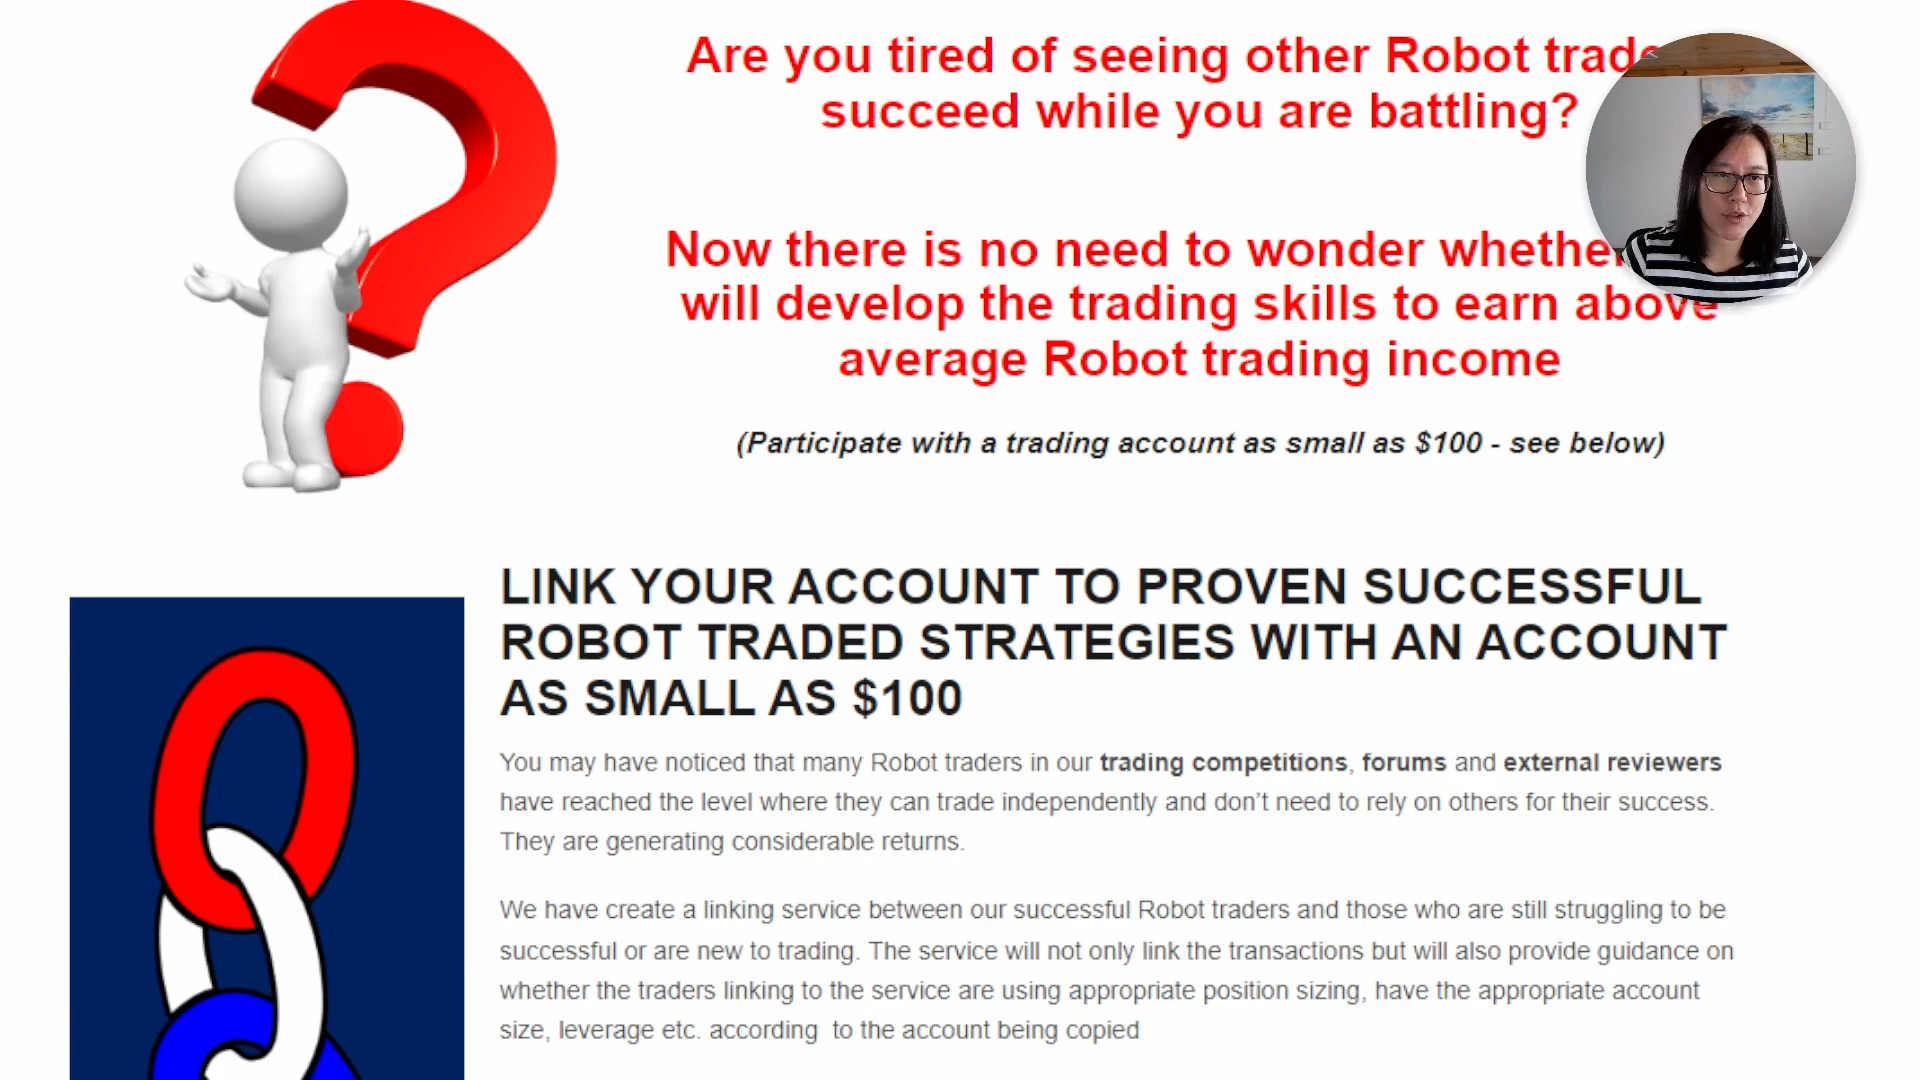 Are you tired of seeing other Robot
succeed while you are battling?
Now there is no need to wonder
will develop the trading skills to earn above
average Robot trading income
(Participate with a trading account as small as $100 - see below)
LINK YOUR ACCOUNT TO PROVEN SUCCESSFUL
ROBOT TRADED STRATEGIES WITH AN ACCOUNT
AS SMALL AS $100
You may have noticed that many Robot traders in our trading competitions, forums and external reviewers
have reached the level where they can trade independently and don’t need to rely on others for their success.
They are generating considerable returns.
We have create a linking service between our successful Robot traders and those who are still struggling to be
successful or are new to trading. The service will not only link the transactions but will also provide guidance on
whether the traders linking to the service are using appropriate position sizing, have the appropriate account
size, leverage etc. according to the account being copied